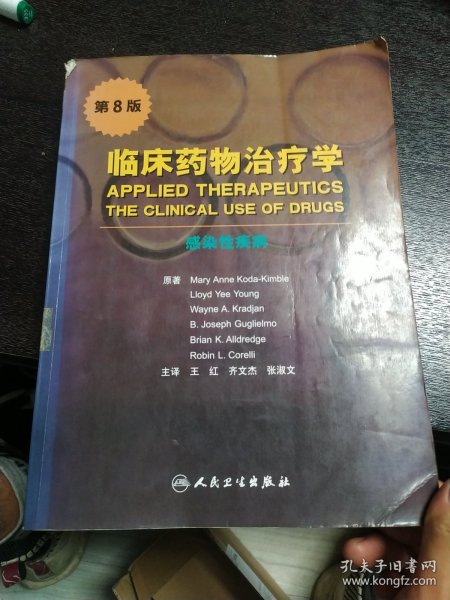 第8版
临床药物治疗学
APPLIED THERAPEUTICS
THE CLINICAL USE OF DRUGS
感染性疾病
原著 Mary Anne Koda-Kimble
Lloyd Yee Young
Wayne A. Kradjan
B. Joseph Guglielmo
Brian K. Alldredge
Robin L. Corelli
主译 王 红 齐文杰 张淑文
人民卫生出版社
孔夫子旧书网
www.kongfz.com